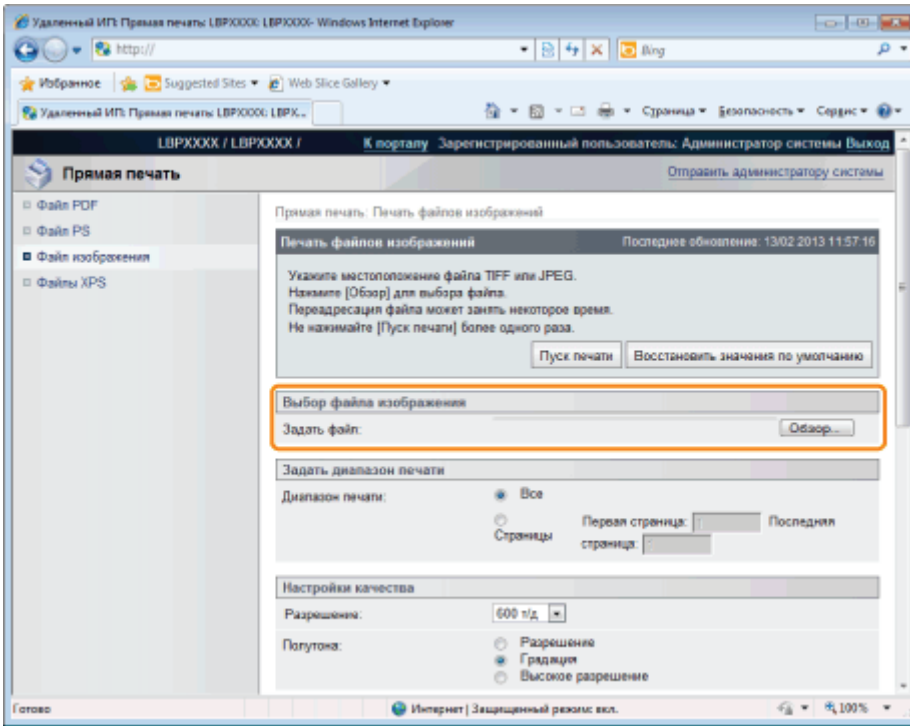 Удаленный ИП: Прямая печать: LBPXXXX: LBPXXXX- Windows Internet Explorer
http://
Bing
Избранное Suggested Sites Web Slice Gallery
Удаленный ИП: Прямая печать: LBPXXXX: LBPX... Страница Безопасность Сервис
LBPXXXX / LBPXXXX / К порталу Зарегистрированный пользователь: Администратор системы Выход
Прямая печать Отправить администратору системы
Файл PDF
Файл PS
Файл изображения
Файлы XPS
Прямая печать: Печать файлов изображений
Печать файлов изображений Последнее обновление: 13/02 2013 11:57:16
Укажите местоположение файла TIFF или JPEG.
Нажмите [Обзор] для выбора файла.
Переадресация файла может занять некоторое время.
Не нажимайте [Пуск печати] более одного раза.
Пуск печати Восстановить значения по умолчанию
Выбор файла изображения
Задать файл: Обзор...
Задать диапазон печати
Диапазон печати: Все
Страницы Первая страница: 1 Последняя
страница: 1
Настройки качества
Разрешение: 600 т/д
Полутона: Разрешение
Градация
Высокое разрешение
Готово Интернет | Защищенный режим: вкл. 100%